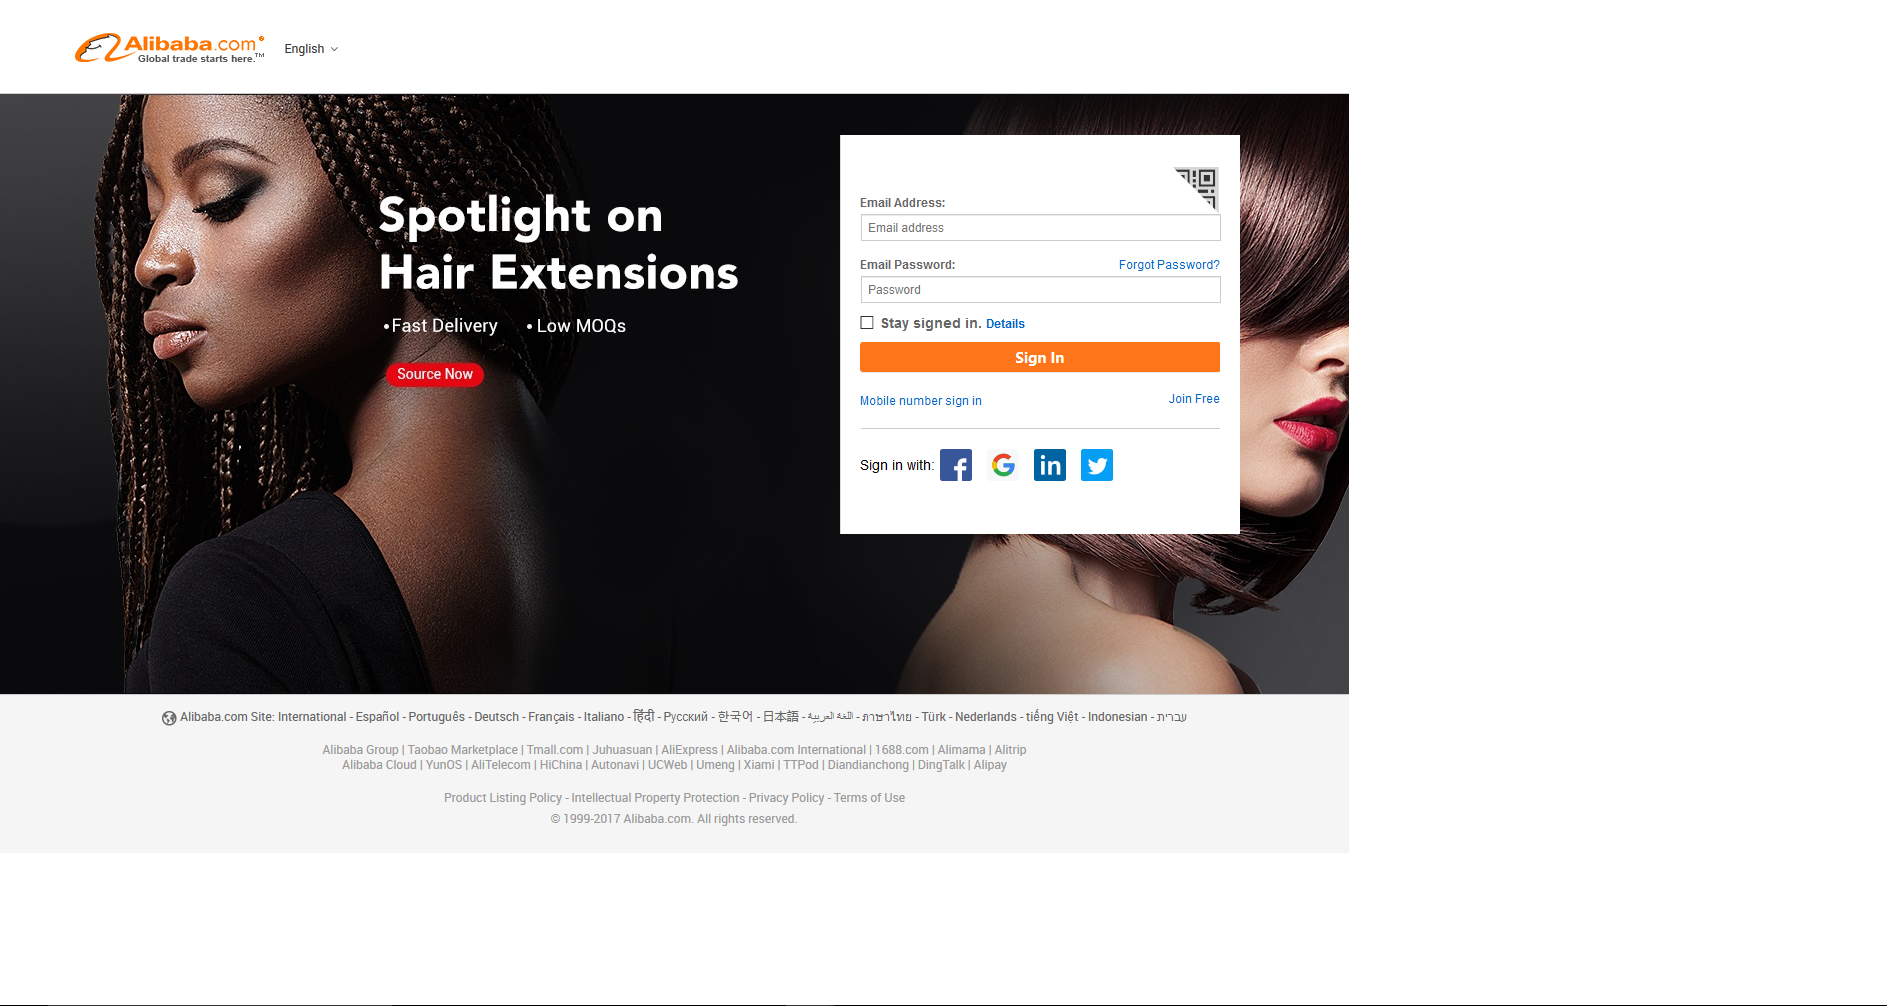 Alibaba.com®
Global trade starts here.™
English
Spotlight on
Hair Extensions
•Fast Delivery •Low MOQs
Source Now
Email Address:
Email address
Email Password: Forgot Password?
Password
Stay signed in. Details
Sign In
Mobile number sign in Join Free
Sign in with:
Alibaba.com Site: International - Español - Português - Deutsch - Français - Italiano - हिंदी - Русский - 한국어 - 日本語 - اللغة العربية - ภาษาไทย - Türk - Nederlands - tiếng Việt - Indonesian - עברית
Alibaba Group | Taobao Marketplace | Tmall.com | Juhuasuan | AliExpress | Alibaba.com International | 1688.com | Alimama | Alitrip
Alibaba Cloud | YunOS | AliTelecom | HiChina | Autonavi | UCWeb | Umeng | Xiami | TTPod | Diandianchong | DingTalk | Alipay
Product Listing Policy - Intellectual Property Protection - Privacy Policy - Terms of Use
© 1999-2017 Alibaba.com. All rights reserved.